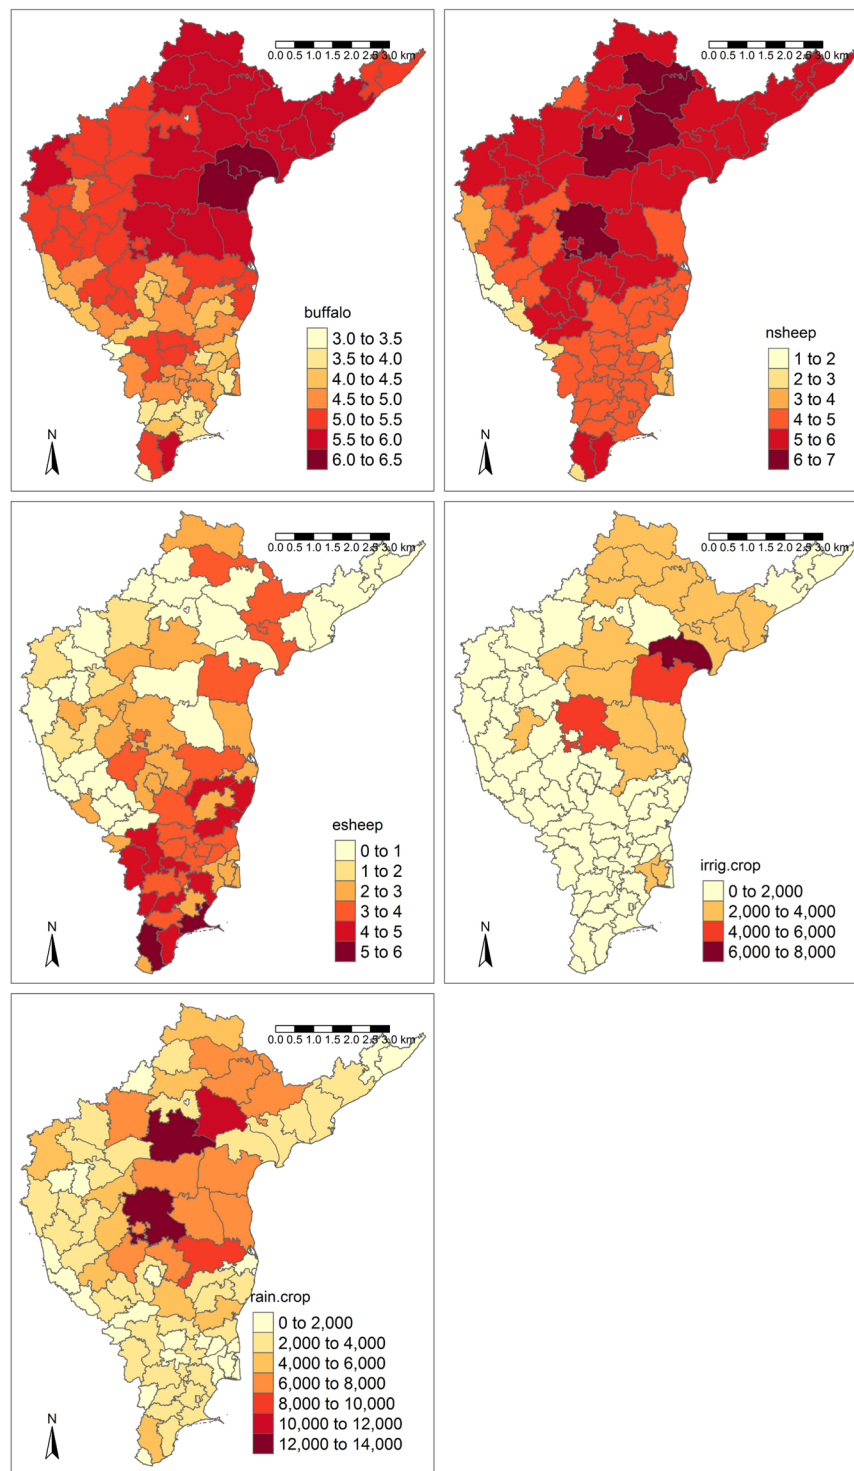 0.0 0.5 1.0 1.5 2.0 2.5 3.0 km
buffalo
3.0 to 3.5
3.5 to 4.0
4.0 to 4.5
4.5 to 5.0
5.0 to 5.5
5.5 to 6.0
6.0 to 6.5
N
0.0 0.5 1.0 1.5 2.0 2.5 3.0 km
nsheep
1 to 2
2 to 3
3 to 4
4 to 5
5 to 6
6 to 7
N
0.0 0.5 1.0 1.5 2.0 2.5 3.0 km
esheep
0 to 1
1 to 2
2 to 3
3 to 4
4 to 5
5 to 6
N
0.0 0.5 1.0 1.5 2.0 2.5 3.0 km
irrig.crop
0 to 2,000
2,000 to 4,000
4,000 to 6,000
6,000 to 8,000
N
0.0 0.5 1.0 1.5 2.0 2.5 3.0 km
rain.crop
0 to 2,000
2,000 to 4,000
4,000 to 6,000
6,000 to 8,000
8,000 to 10,000
10,000 to 12,000
12,000 to 14,000
N